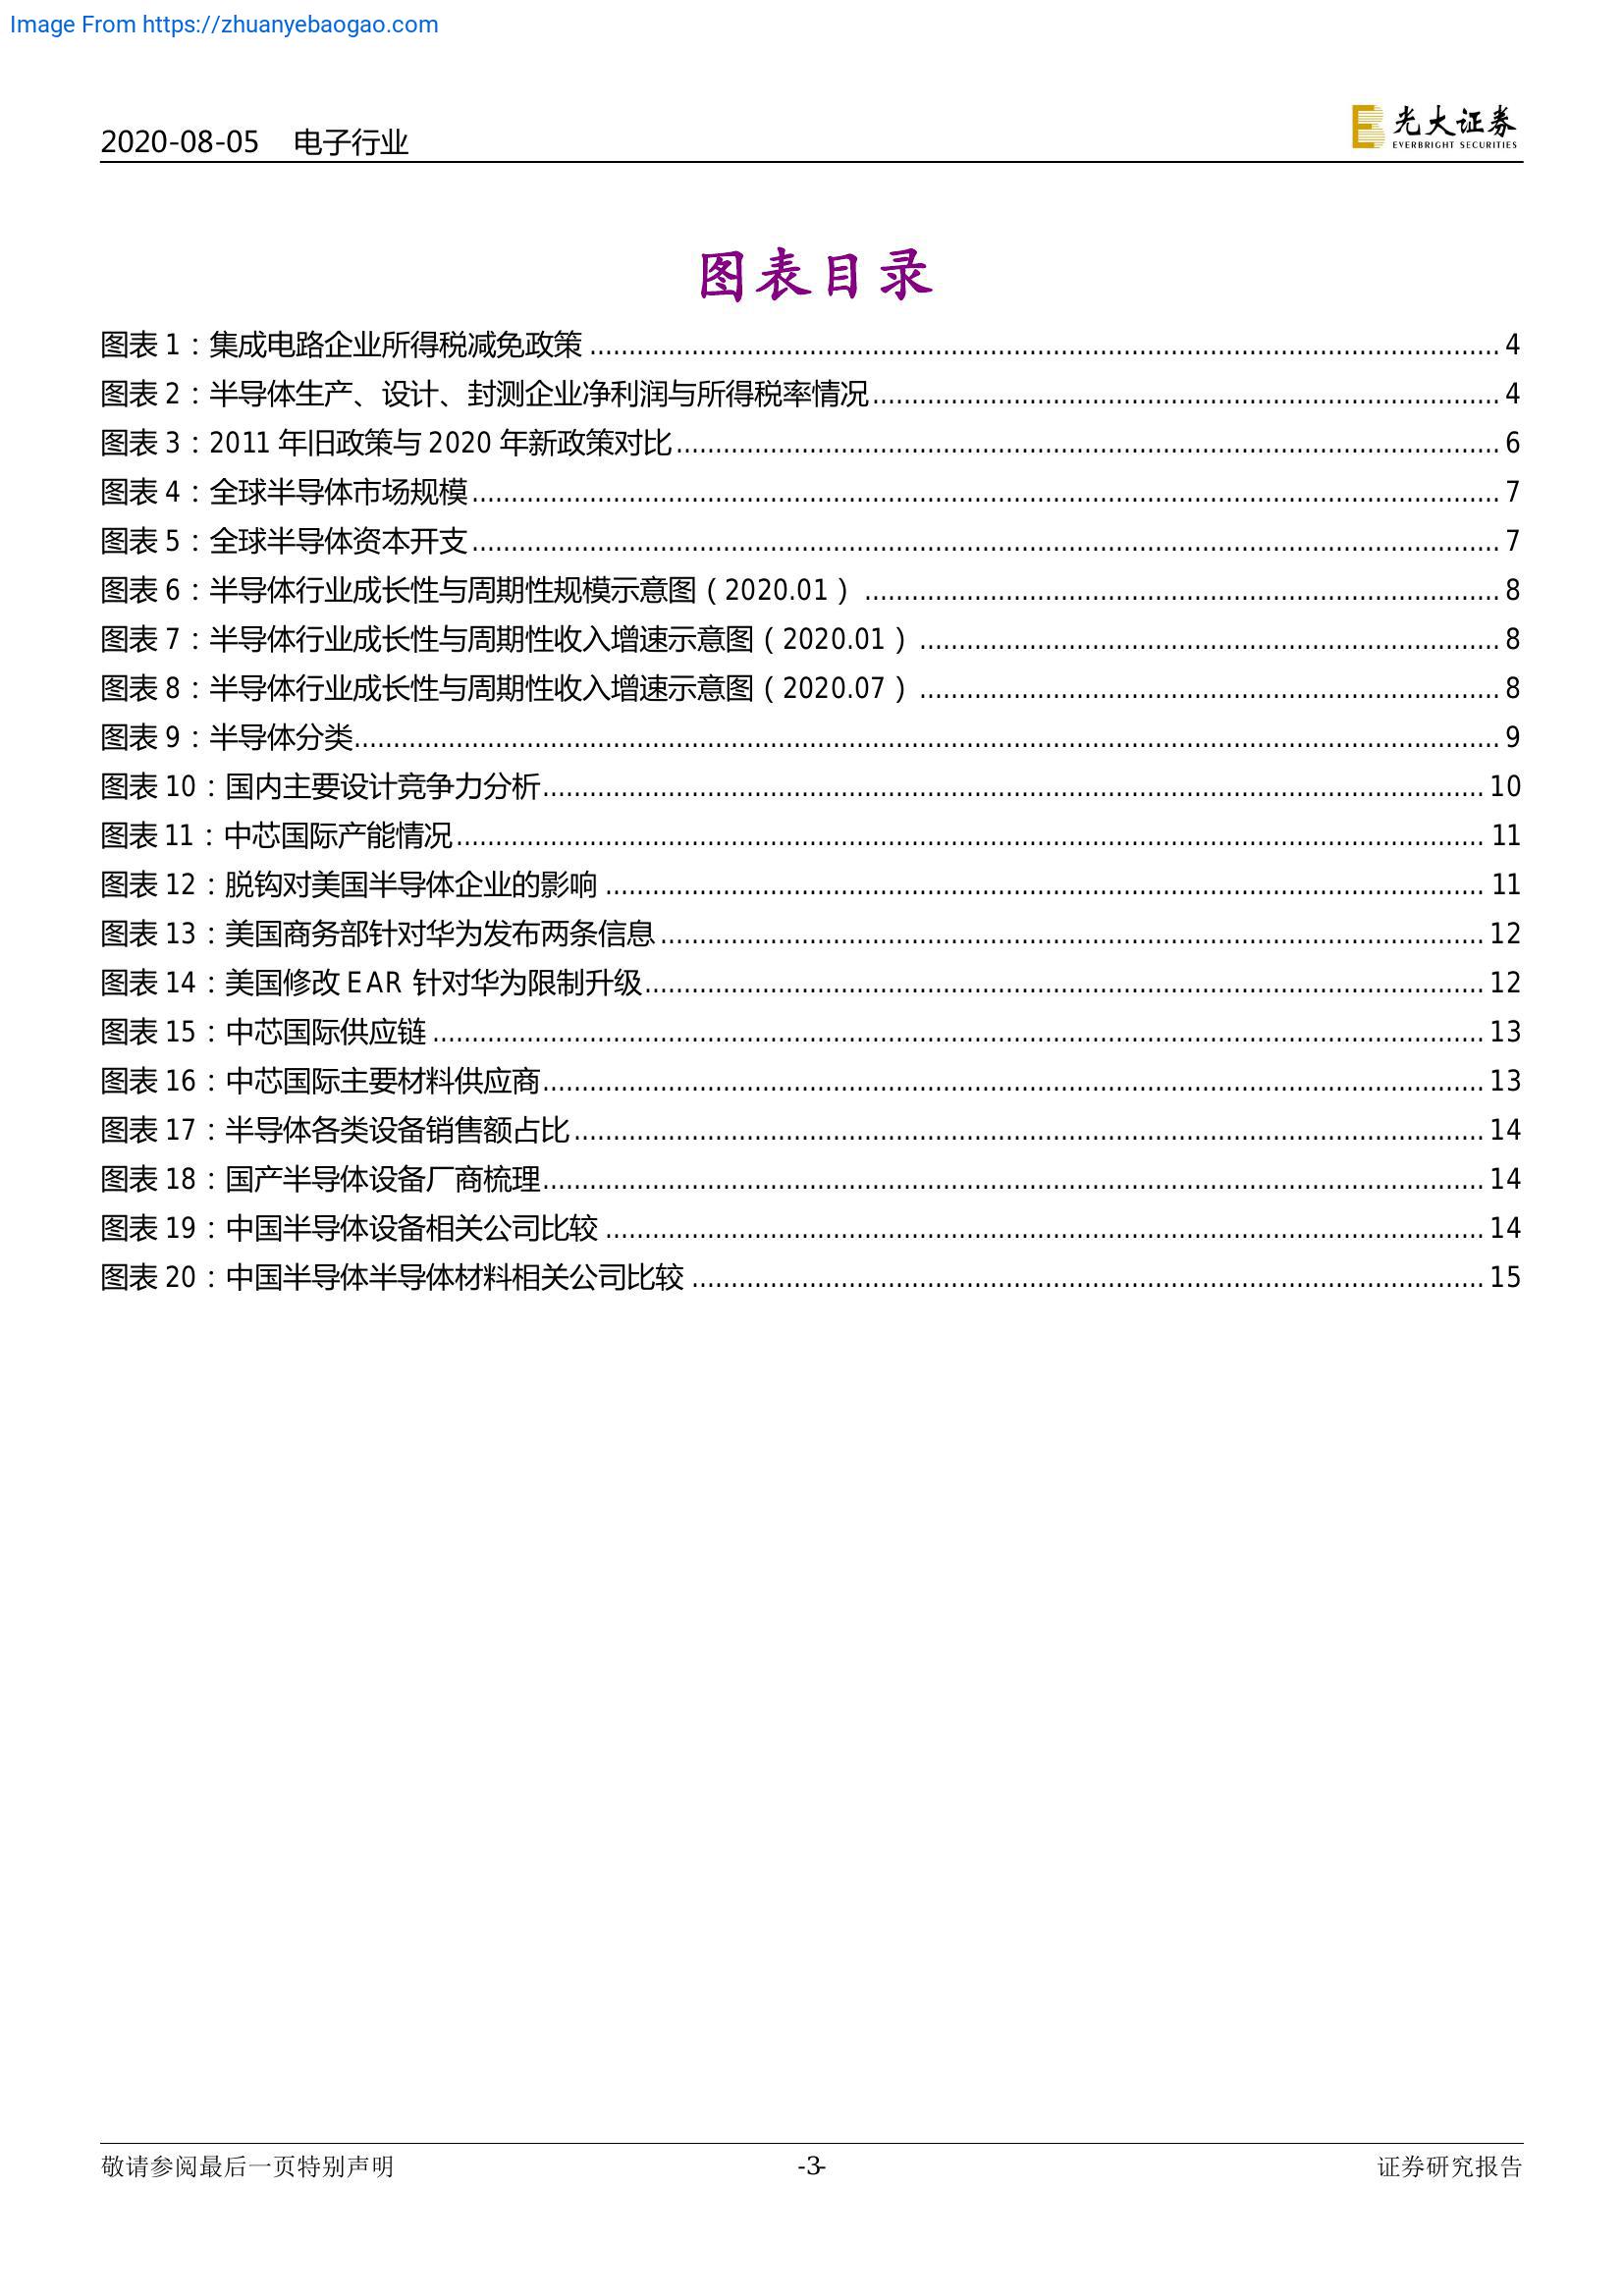 Image From https://zhuanyebaogao.com
2020-08-05 电子行业
光大证券
EVERBRIGHT SECURITIES
图表目录
图表 1：集成电路企业所得税减免政策 ........ 4
图表 2：半导体生产、设计、封测企业净利润与所得税率情况 ........ 4
图表 3：2011 年旧政策与 2020 年新政策对比 ........ 6
图表 4：全球半导体市场规模 ........ 7
图表 5：全球半导体资本开支 ........ 7
图表 6：半导体行业成长性与周期性规模示意图（2020.01） ........ 8
图表 7：半导体行业成长性与周期性收入增速示意图（2020.01） ........ 8
图表 8：半导体行业成长性与周期性收入增速示意图（2020.07） ........ 8
图表 9：半导体分类 ........ 9
图表 10：国内主要设计竞争力分析 ........ 10
图表 11：中芯国际产能情况 ........ 11
图表 12：脱钩对美国半导体企业的影响 ........ 11
图表 13：美国商务部针对华为发布两条信息 ........ 12
图表 14：美国修改 EAR 针对华为限制升级 ........ 12
图表 15：中芯国际供应链 ........ 13
图表 16：中芯国际主要材料供应商 ........ 13
图表 17：半导体各类设备销售额占比 ........ 14
图表 18：国产半导体设备厂商梳理 ........ 14
图表 19：中国半导体设备相关公司比较 ........ 14
图表 20：中国半导体半导体材料相关公司比较 ........ 15
敬请参阅最后一页特别声明 -3- 证券研究报告